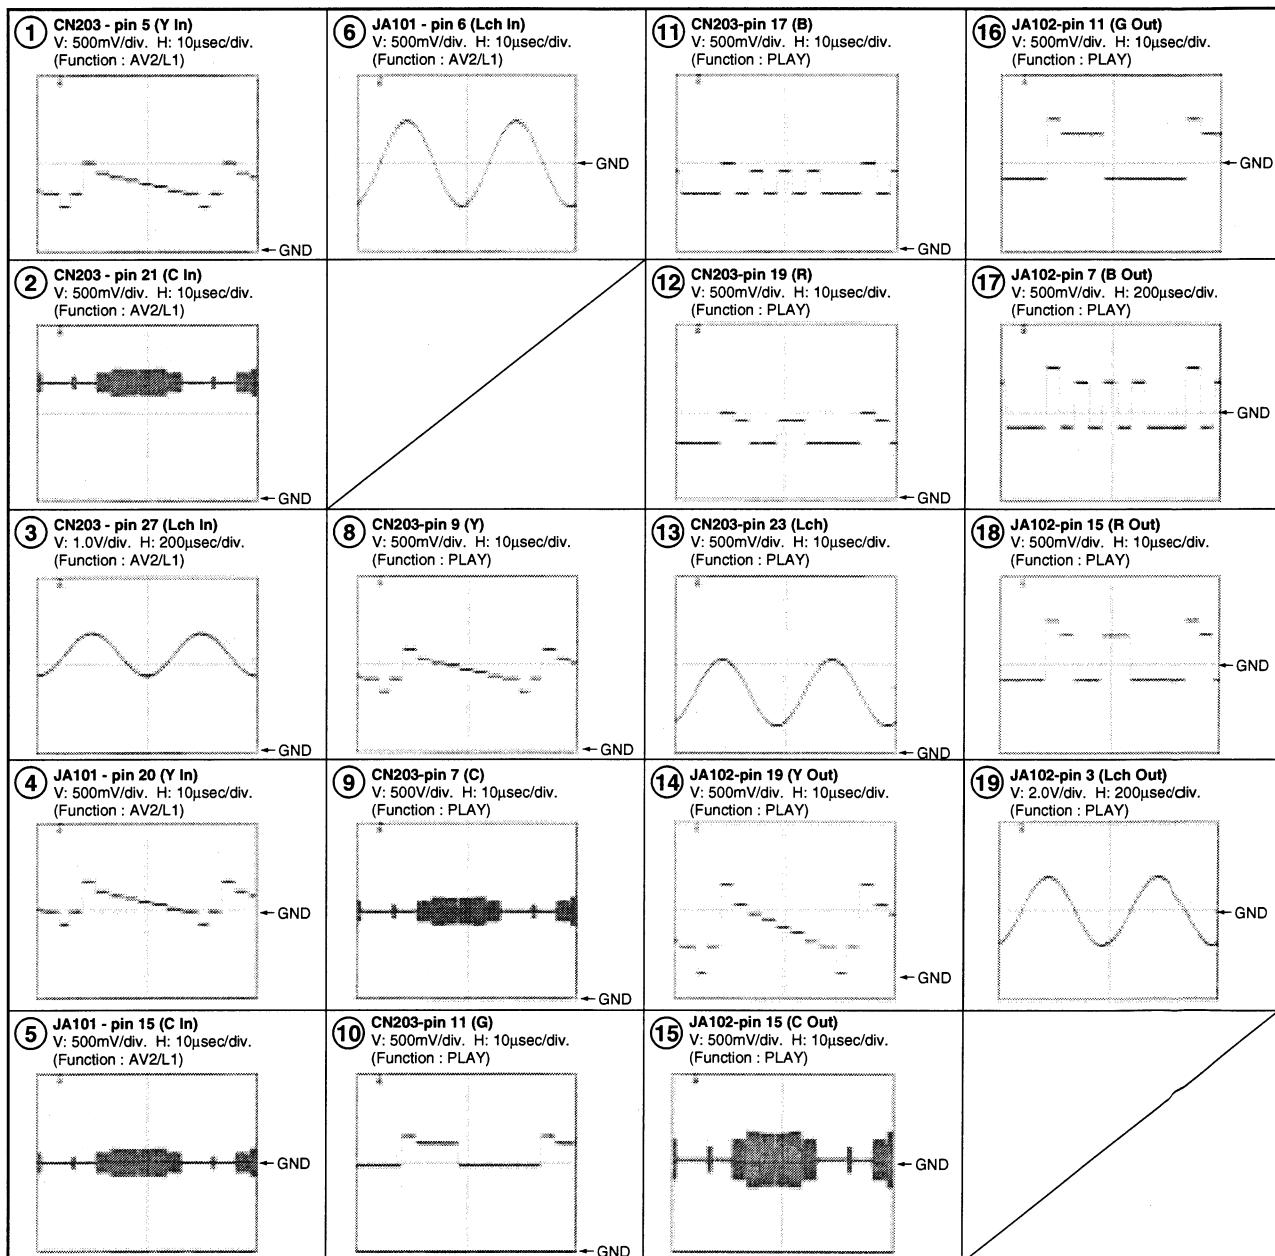 1
CN203 - pin 5 (Y In)
V: 500mV/div. H: 10μsec/div.
(Function : AV2/L1)
GND
2
CN203 - pin 21 (C In)
V: 500mV/div. H: 10μsec/div.
(Function : AV2/L1)
GND
3
CN203 - pin 27 (Lch In)
V: 1.0V/div. H: 200μsec/div.
(Function : AV2/L1)
GND
4
JA101 - pin 20 (Y In)
V: 500mV/div. H: 10μsec/div.
(Function : AV2/L1)
GND
5
JA101 - pin 15 (C In)
V: 500mV/div. H: 10μsec/div.
(Function : AV2/L1)
GND
6
JA101 - pin 6 (Lch In)
V: 500mV/div. H: 10μsec/div.
(Function : AV2/L1)
GND
8
CN203-pin 9 (Y)
V: 500mV/div. H: 10μsec/div.
(Function : PLAY)
GND
9
CN203-pin 7 (C)
V: 500V/div. H: 10μsec/div.
(Function : PLAY)
GND
10
CN203-pin 11 (G)
V: 500mV/div. H: 10μsec/div.
(Function : PLAY)
GND
11
CN203-pin 17 (B)
V: 500mV/div. H: 10μsec/div.
(Function : PLAY)
GND
12
CN203-pin 19 (R)
V: 500mV/div. H: 10μsec/div.
(Function : PLAY)
GND
13
CN203-pin 23 (Lch)
V: 500mV/div. H: 10μsec/div.
(Function : PLAY)
GND
14
JA102-pin 19 (Y Out)
V: 500mV/div. H: 10μsec/div.
(Function : PLAY)
GND
15
JA102-pin 15 (C Out)
V: 500mV/div. H: 10μsec/div.
(Function : PLAY)
GND
16
JA102-pin 11 (G Out)
V: 500mV/div. H: 10μsec/div.
(Function : PLAY)
GND
17
JA102-pin 7 (B Out)
V: 500mV/div. H: 200μsec/div.
(Function : PLAY)
GND
18
JA102-pin 15 (R Out)
V: 500mV/div. H: 10μsec/div.
(Function : PLAY)
GND
19
JA102-pin 3 (Lch Out)
V: 2.0V/div. H: 200μsec/div.
(Function : PLAY)
GND